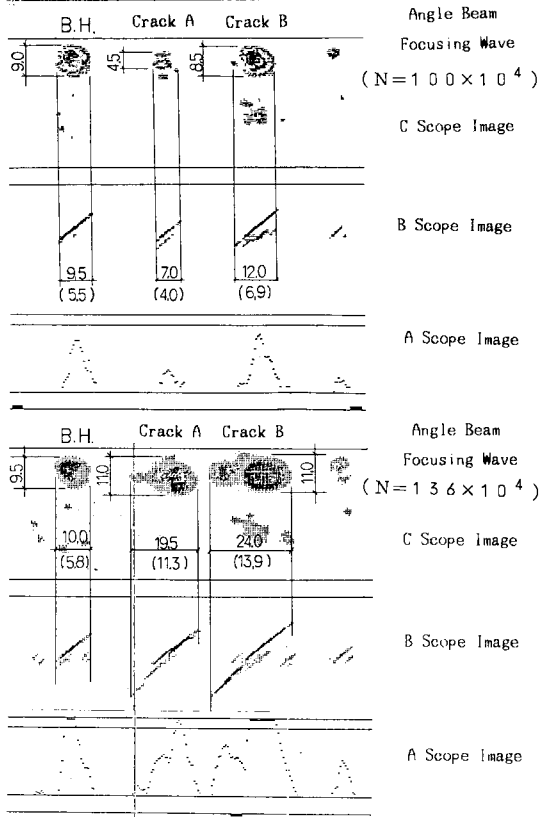 B.H. Crack A Crack B
Angle Beam
Focusing Wave
(N=100×10⁴)
9.0 4.5 8.5
C Scope Image
B Scope Image
9.5 7.0 12.0
(5.5) (4.0) (6,9)
A Scope Image
B.H. Crack A Crack B
Angle Beam
Focusing Wave
(N=136×10⁴)
9.5 11,0 11,0
C Scope Image
10.0 19.5 24.0
(5.8) (11.3) (13,9)
B Scope Image
A Scope Image